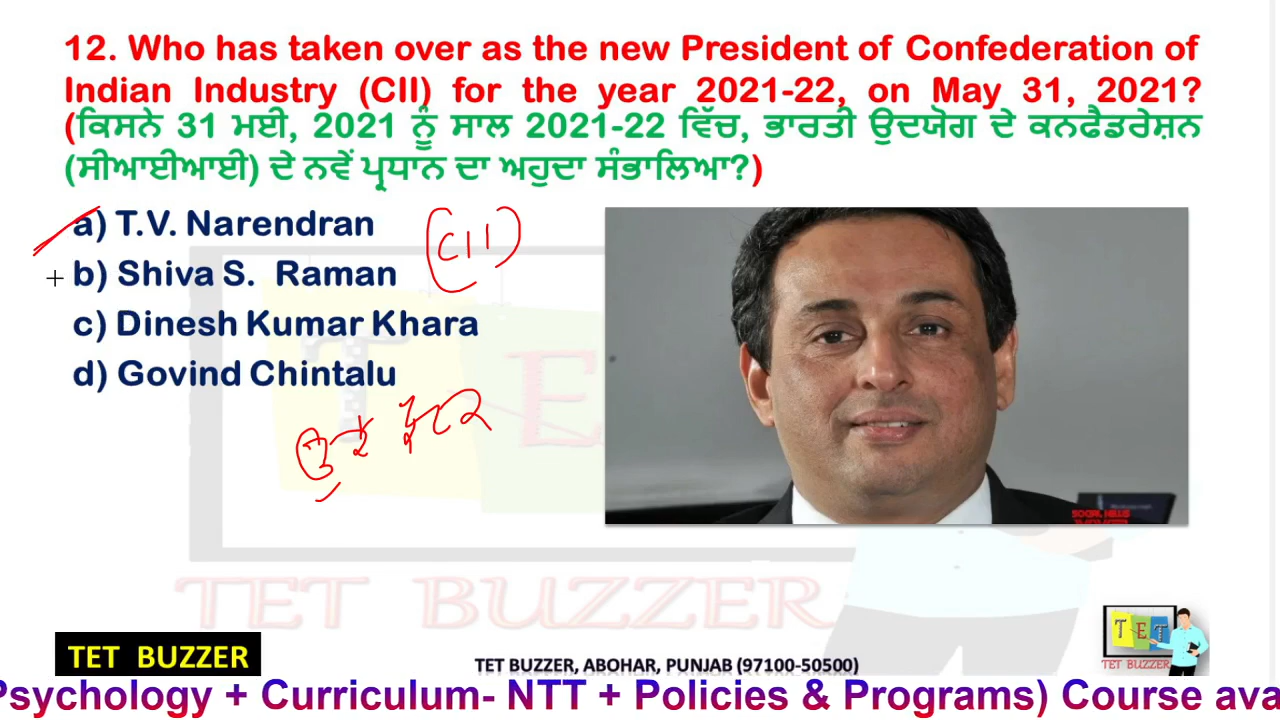 12. Who has taken over as the new President of Confederation of
Indian Industry (CII) for the year 2021-22, on May 31, 2021?
(ਕਿਸਨੇ 31 ਮਈ, 2021 ਨੂੰ ਸਾਲ 2021-22 ਵਿੱਚ, ਭਾਰਤੀ ਉਦਯੋਗ ਦੇ ਕਨਫੈਡਰੇਸ਼ਨ
(ਸੀਆਈਆਈ) ਦੇ ਨਵੇਂ ਪ੍ਰਧਾਨ ਦਾ ਅਹੁਦਾ ਸੰਭਾਲਿਆ?)
a) T.V. Narendran
(CII)
b) Shiva S. Raman
c) Dinesh Kumar Khara
d) Govind Chintalu
TET BUZZER
TET BUZZER
TET BUZZER, ABOHAR, PUNJAB (97100-50500)
TET
TET BUZZER
Psychology + Curriculum- NTT + Policies & Programs) Course ava